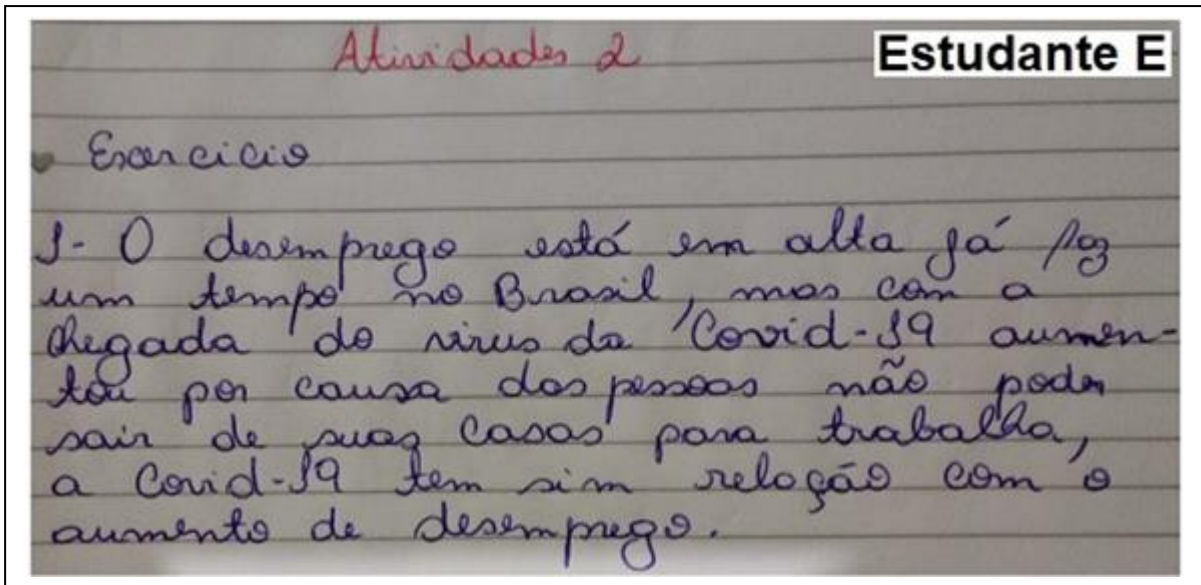 Atividades 2
Estudante E
Exercicio
1- O desemprego está em alta já faz
um tempo no Brasil, mas com a
chegada do virus da Covid-19 aumen-
tou por causa das pessoas não poder
sair de suas casas para trabalha,
a Covid-19 tem sim relação com o
aumento de desemprego.